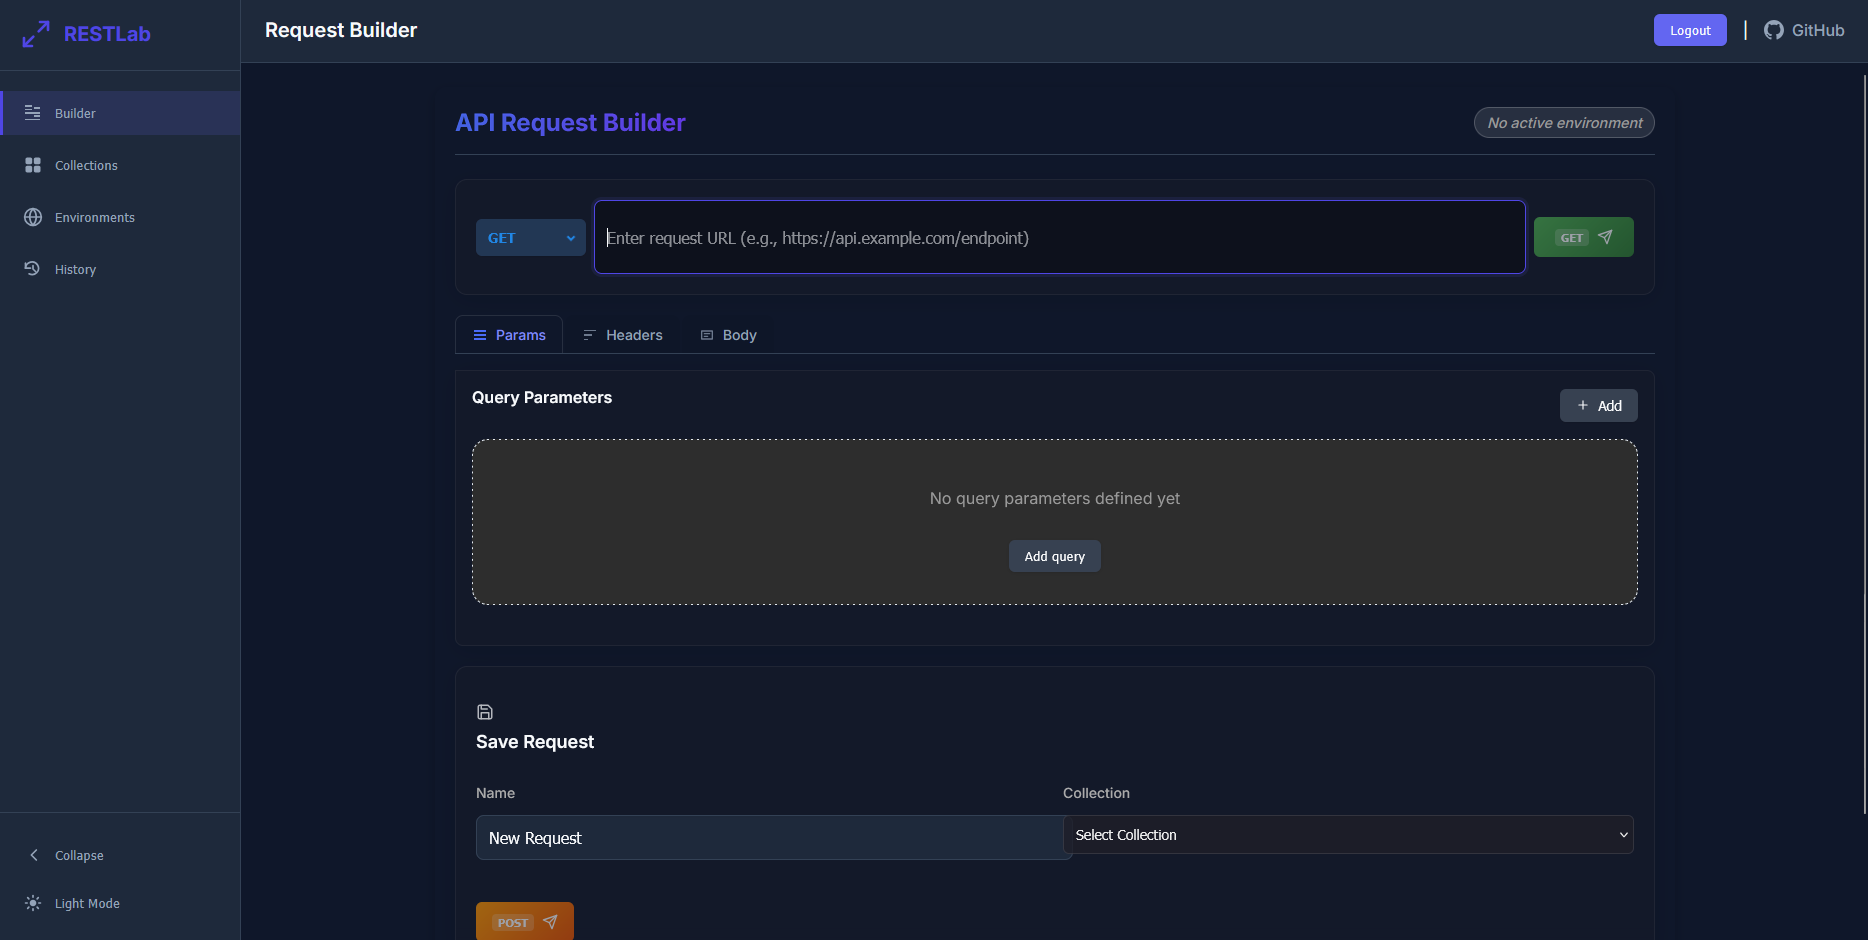 RESTLab
Request Builder
Logout
|
GitHub
Builder
Collections
Environments
History
API Request Builder
No active environment
GET
Enter request URL (e.g., https://api.example.com/endpoint)
GET
Params
Headers
Body
Query Parameters
+ Add
No query parameters defined yet
Add query
Save Request
Name
Collection
New Request
Select Collection
POST
Collapse
Light Mode